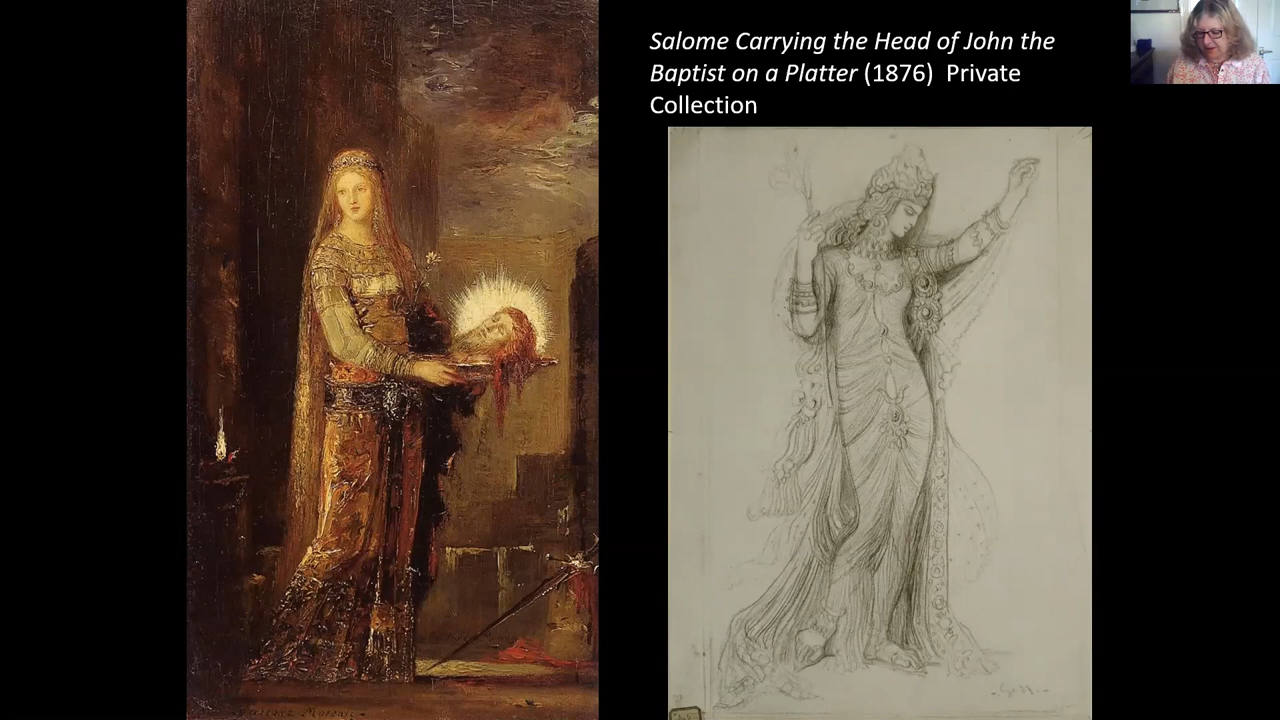 Salome Carrying the Head of John the
Baptist on a Platter (1876)  Private
Collection